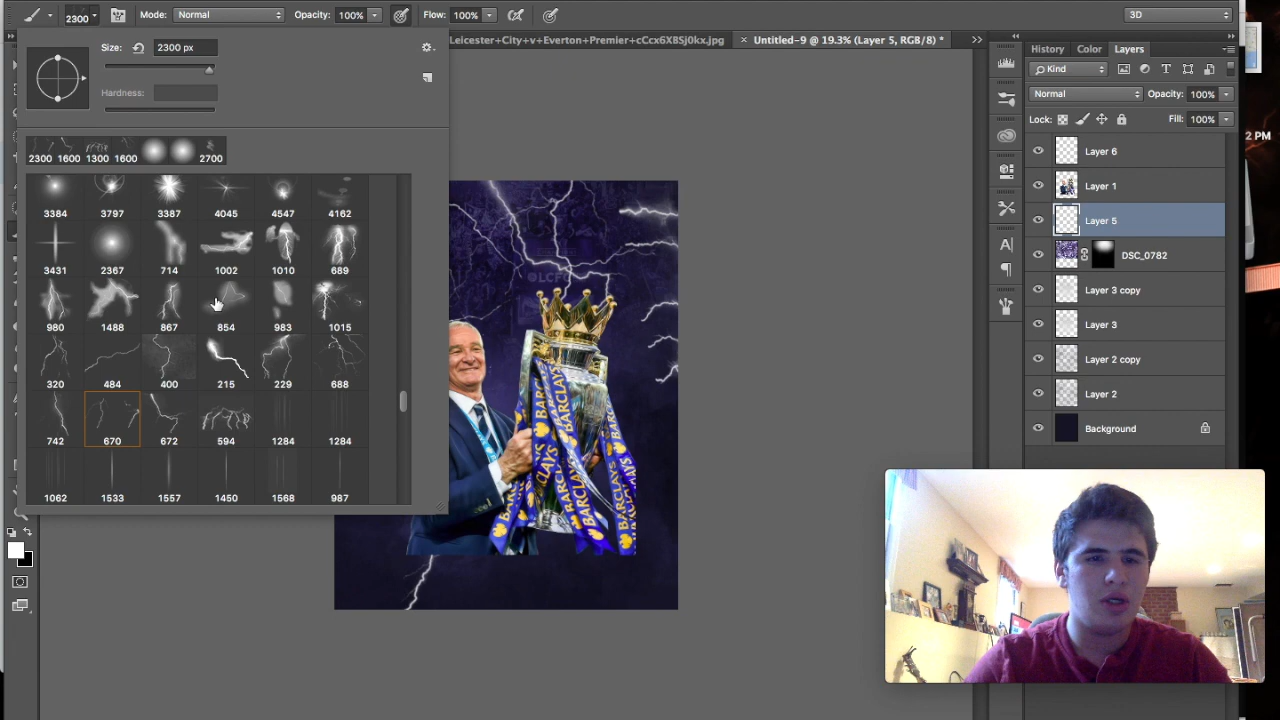 2300 Mode: Normal Opacity: 100% Flow: 100% 3D
Leicester+City+v+Everton+Premier+cCcx6XBSj0kx.jpg × Untitled-9 @ 19.3% (Layer 5, RGB/8) *
Size: 2300 px
Hardness:
2300 1600 1300 1600 2700
3384 3797 3387 4045 4547 4162
3431 2367 714 1002 1010 689
980 1488 867 854 983 1015
320 484 400 215 229 688
742 670 672 594 1284 1284
1062 1533 1557 1450 1568 987
@LCFC
BARCLAYS
BARCLAYS
BARCLAYS
BARCLAYS
BARCLAYS
History Color Layers
Kind
Normal Opacity: 100%
Lock: Fill: 100%
Layer 6
Layer 1
Layer 5
DSC_0782
Layer 3 copy
Layer 3
Layer 2 copy
Layer 2
Background
2 PM